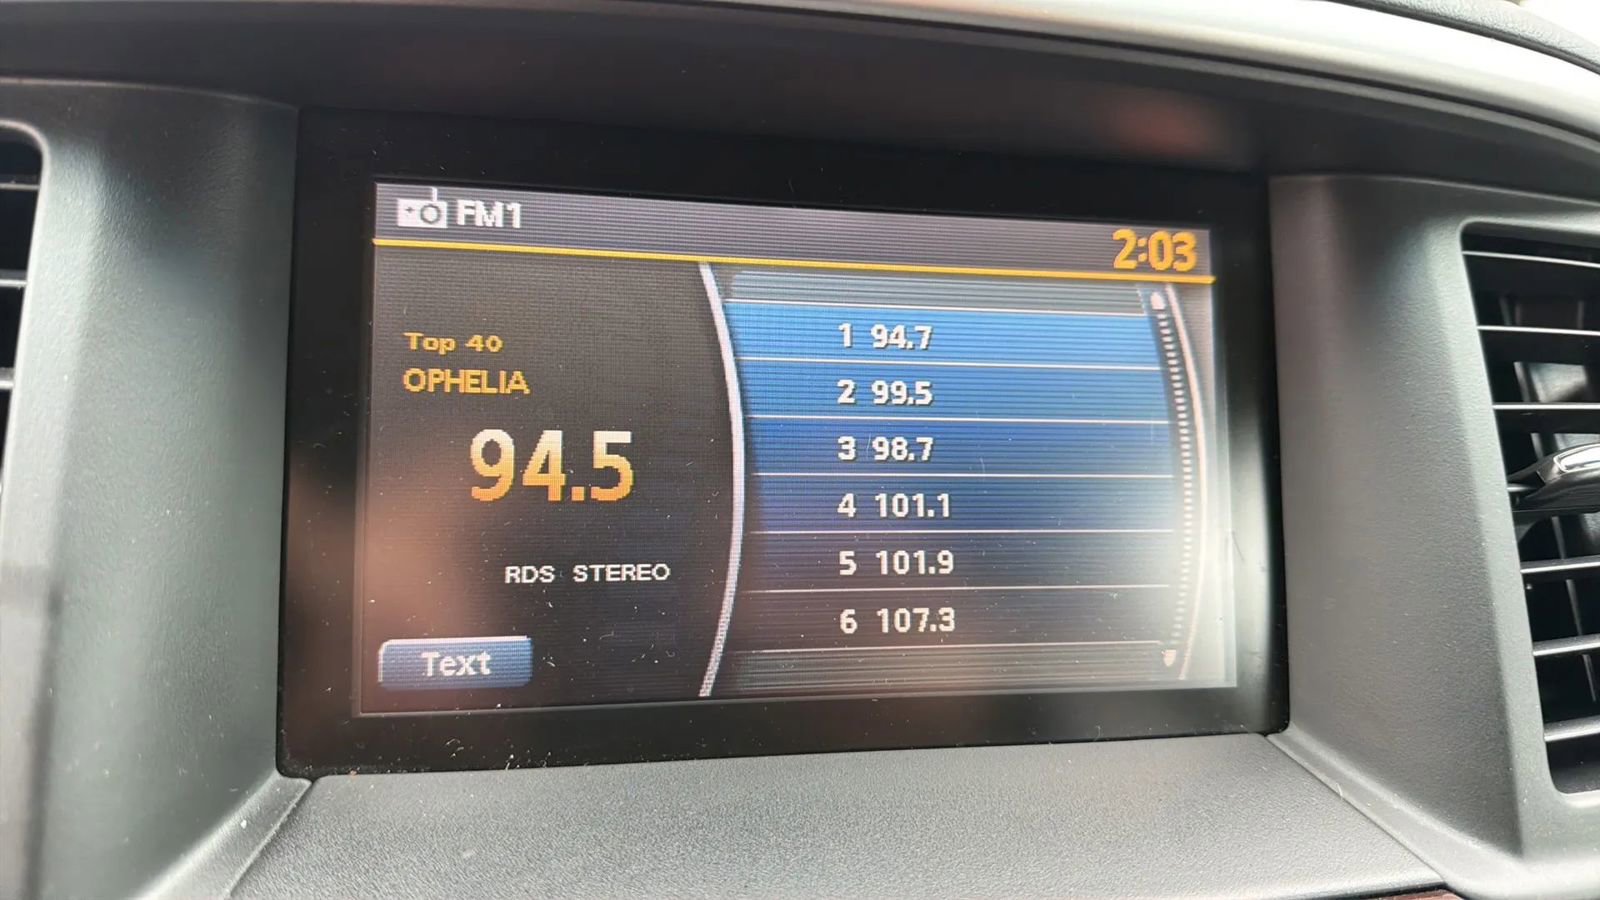 FM1
2:03
Top 40
OPHELIA
94.5
RDS STEREO
Text
1 94.7
2 99.5
3 98.7
4 101.1
5 101.9
6 107.3